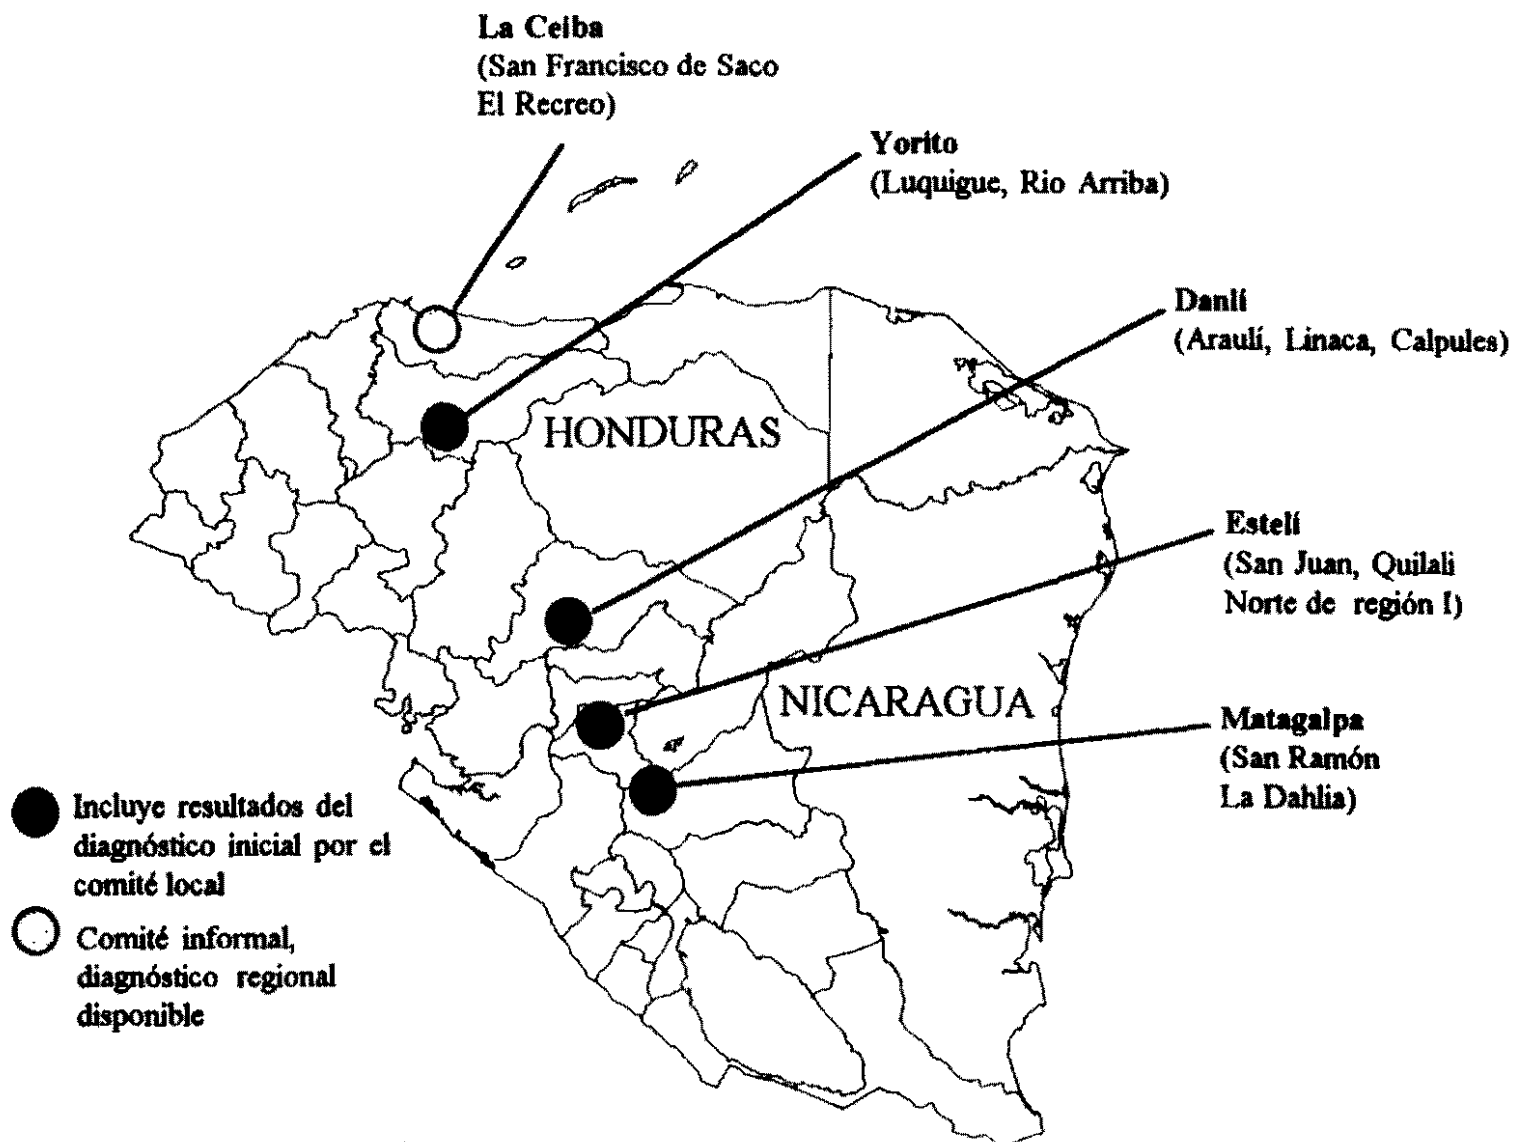 La Ceiba
(San Francisco de Saco
El Recreo)
Yorito
(Luquigue, Rio Arriba)
Danlí
(Araulí, Linaca, Calpules)
HONDURAS
Estelí
(San Juan, Quilali
Norte de región I)
NICARAGUA
Matagalpa
(San Ramón
La Dahlia)
Incluye resultados del
diagnóstico inicial por el
comité local
Comité informal,
diagnóstico regional
disponible